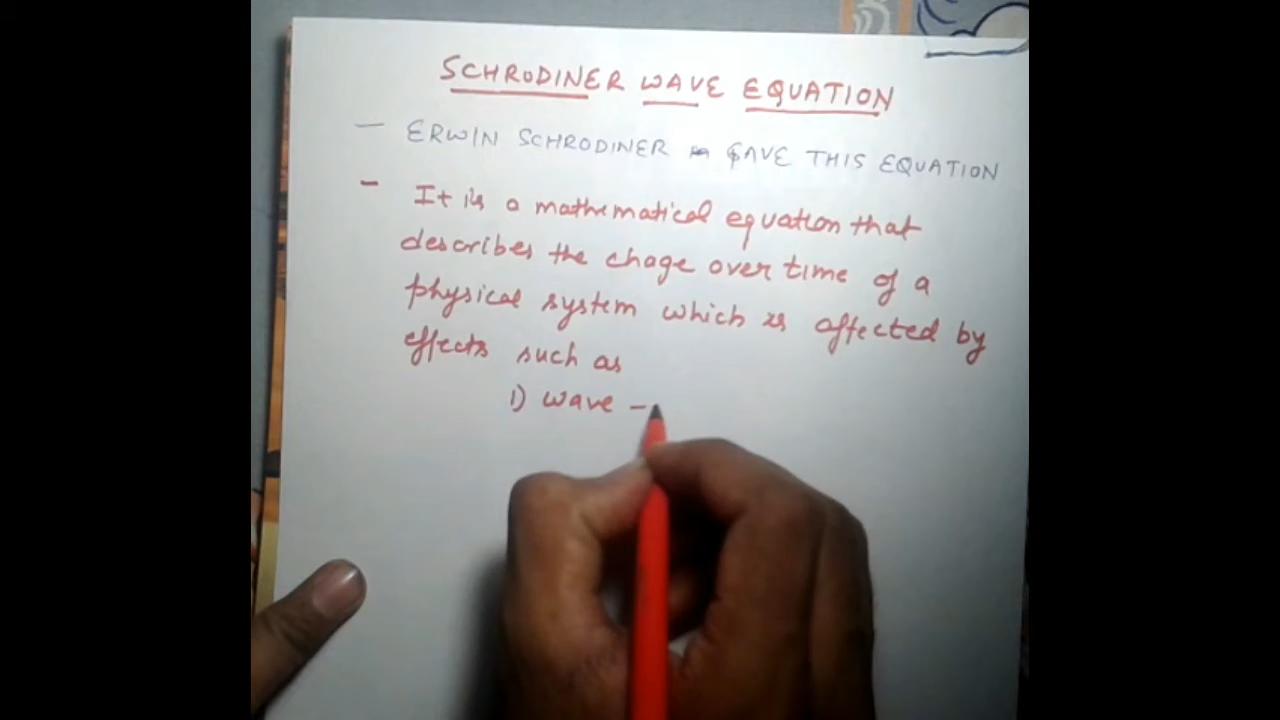 SCHRODINER WAVE EQUATION
- ERWIN SCHRODINER GAVE THIS EQUATION
- It is a mathematical equation that
describes the chage over time of a
physical system which is affected by
effects such as
1) wave -